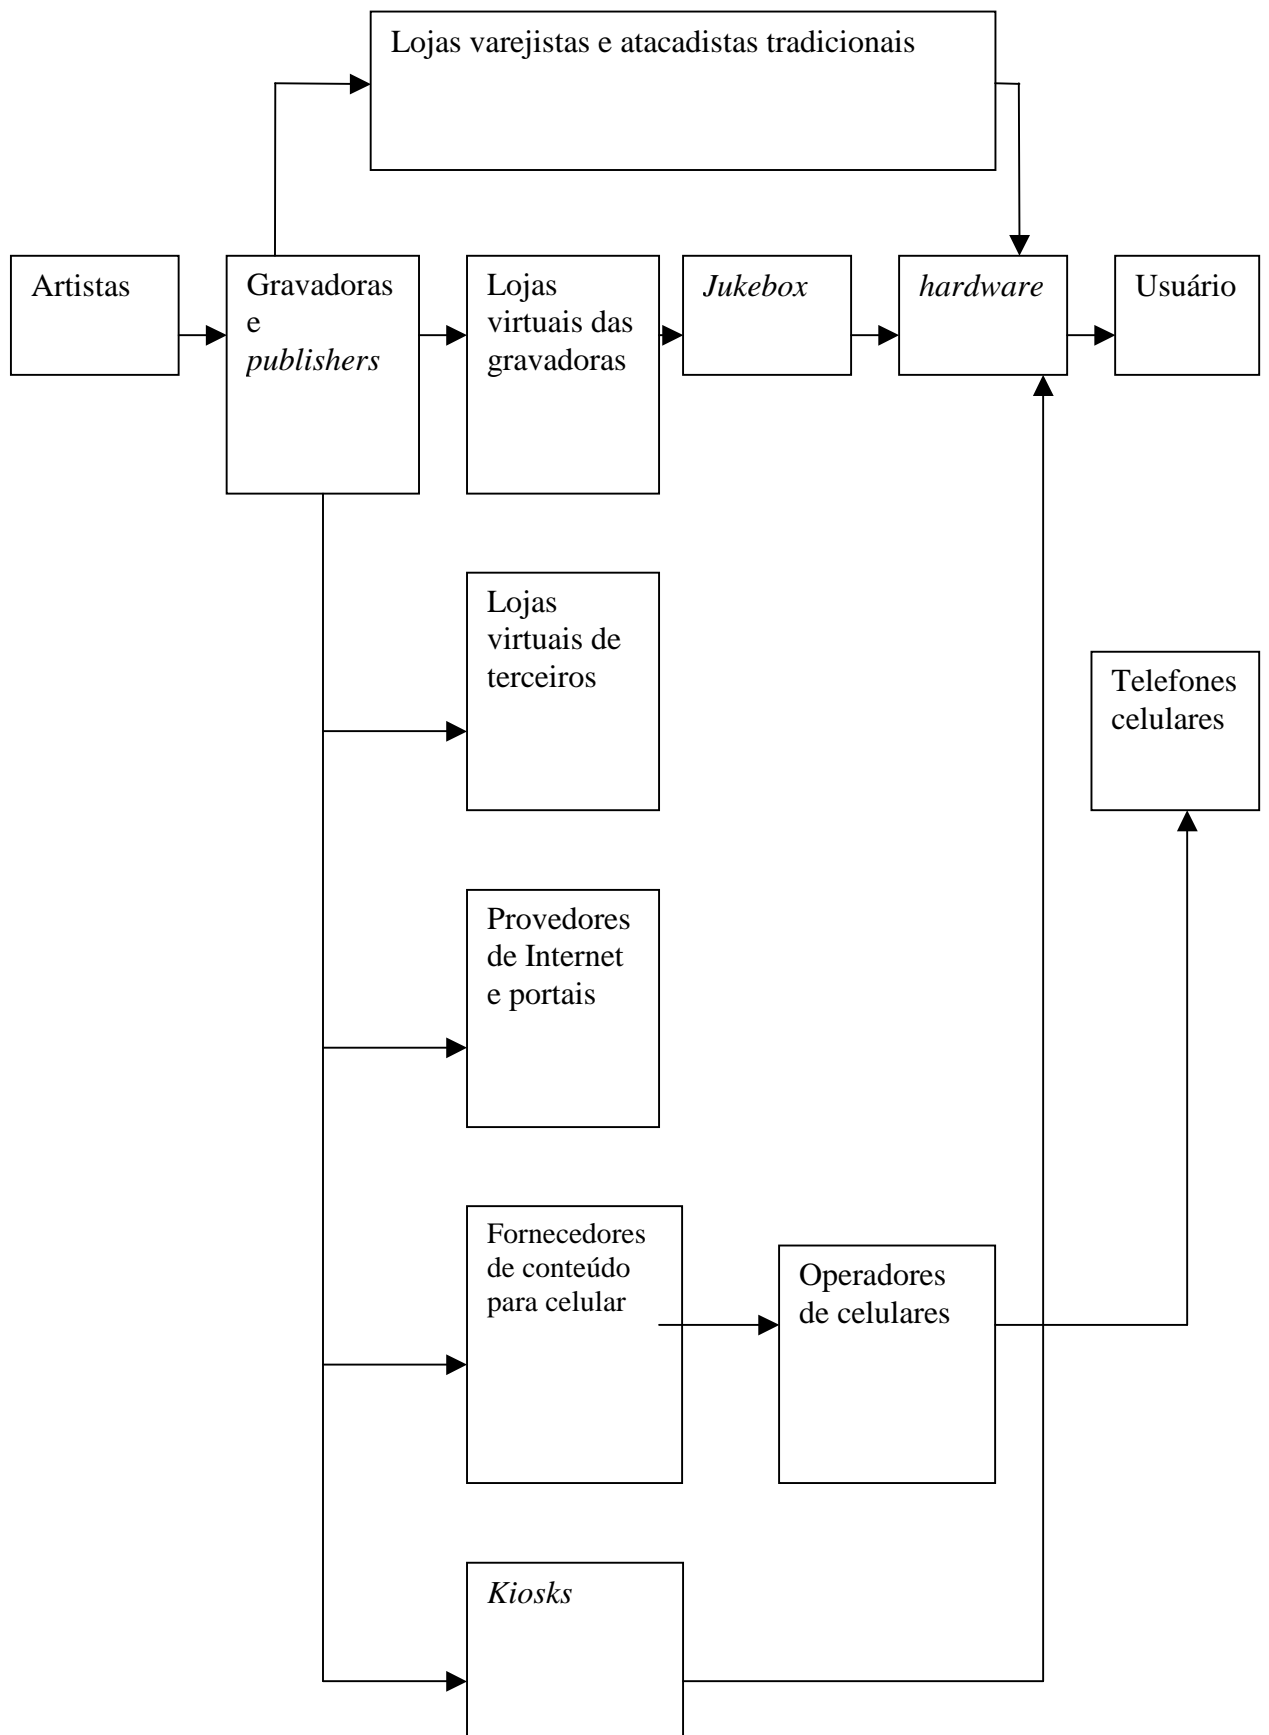 Lojas varejistas e atacadistas tradicionais
Artistas
Gravadoras
e
publishers
Lojas
virtuais das
gravadoras
Jukebox
hardware
Usuário
Lojas
virtuais de
terceiros
Telefones
celulares
Provedores
de Internet
e portais
Fornecedores
de conteúdo
para celular
Operadores
de celulares
Kiosks